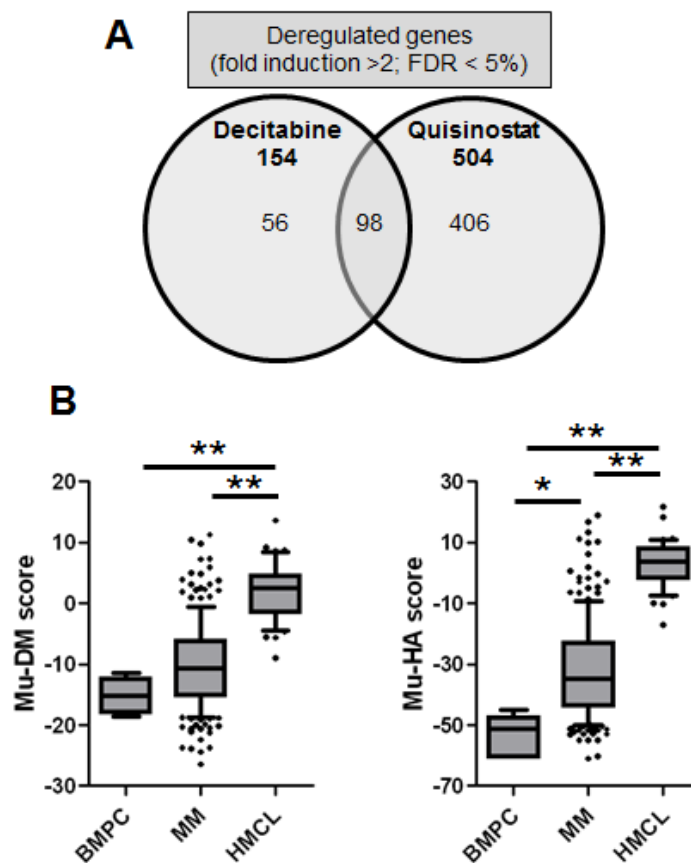 A
Deregulated genes
(fold induction >2; FDR < 5%)
Decitabine Quisinostat
154 504
56 98 406
B
** **
** * **
20 30
10 10
0 -10
-10 -30
-20 -50
-30 -70
Mu-DM score
Mu-HA score
BMPC MM HMCL
BMPC MM HMCL